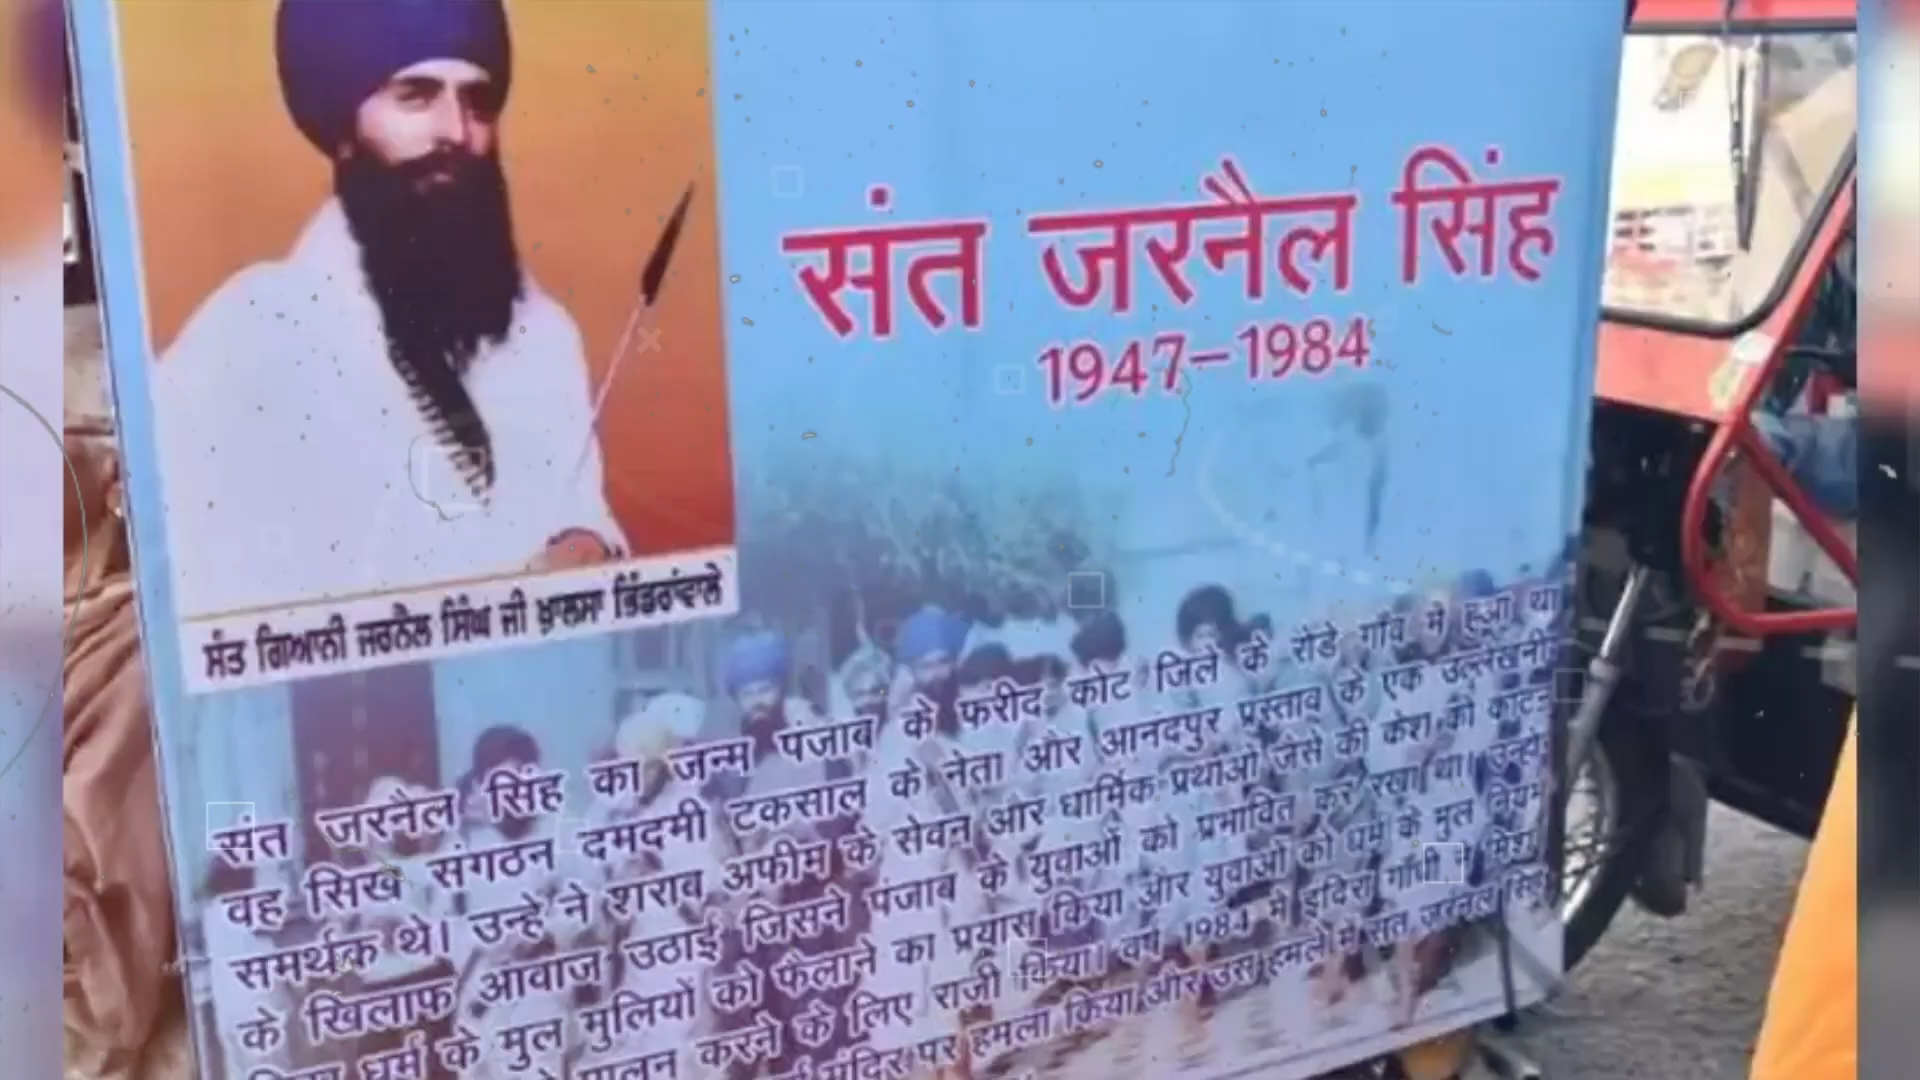 संत जरनैल सिंह
1947-1984
ਸੰਤ ਗਿਆਨੀ ਜਰਨੈਲ ਸਿੰਘ ਜੀ ਖ਼ਾਲਸਾ ਭਿੰਡਰਾਂਵਾਲੇ
संत जरनैल सिंह का जन्म पंजाब के फरीद कोट जिले के रोडे गाँव में हुआ था
वह सिख संगठन दमदमी टकसाल के नेता और आनंदपुर प्रस्ताव के एक उल्लेखनीय
समर्थक थे। उन्हे ने शराब अफीम के सेवन और धार्मिक प्रथाओं जैसे की केश को काटने
के खिलाफ आवाज उठाई जिसने पंजाब के युवाओं को प्रभावित कर रखा था। उन्होंने
धर्म के मुल मुलियों को फैलाने का प्रयास किया और युवाओं को धर्म के मुल नियम
पालन करने के लिए राजी किया। वर्ष 1984 में इंदिरा गाँधी ने
मंदिर पर हमला किया और उस हमले में संत जरनैल सिंह